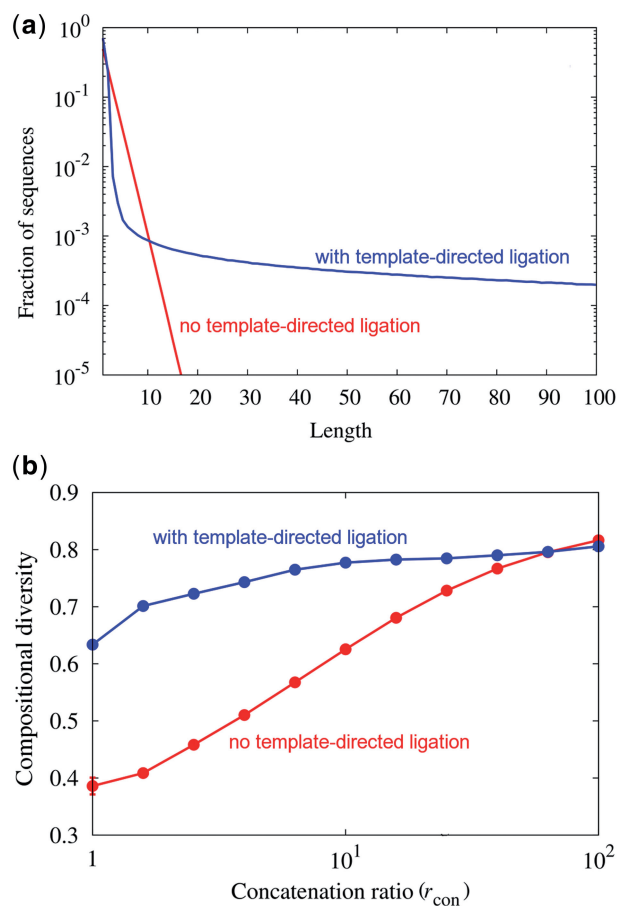 (a)
10^0
10^-1
10^-2
10^-3
10^-4
10^-5
Fraction of sequences
with template-directed ligation
no template-directed ligation
10 20 30 40 50 60 70 80 90 100
Length
(b)
0.9
0.8
0.7
0.6
0.5
0.4
0.3
Compositional diversity
with template-directed ligation
no template-directed ligation
1 10^1 10^2
Concatenation ratio (r_con)